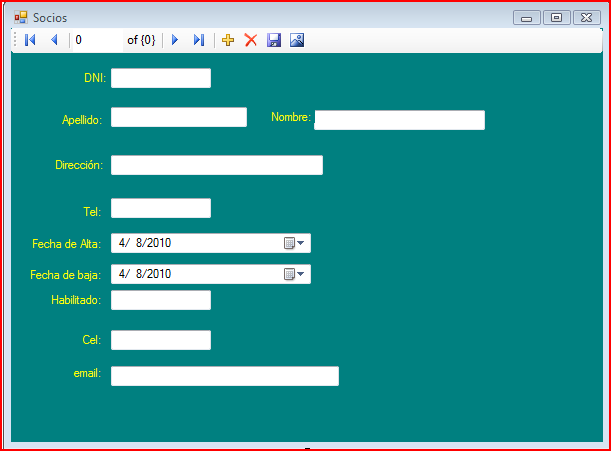 Socios
0 of {0}
DNI:
Apellido: Nombre:
Dirección:
Tel:
Fecha de Alta: 4/ 8/2010
Fecha de baja: 4/ 8/2010
Habilitado:
Cel:
email: